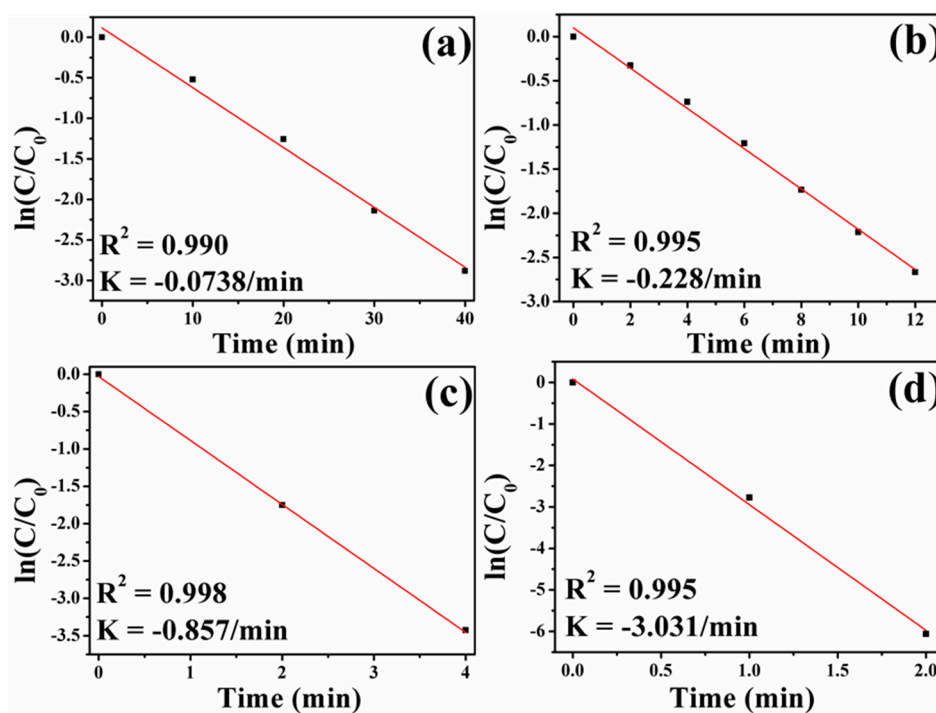 (a)
ln(C/C0)
0.0
-0.5
-1.0
-1.5
-2.0
-2.5
-3.0
R2 = 0.990
K = -0.0738/min
0 10 20 30 40
Time (min)
(b)
ln(C/C0)
0.0
-0.5
-1.0
-1.5
-2.0
-2.5
-3.0
R2 = 0.995
K = -0.228/min
0 2 4 6 8 10 12
Time (min)
(c)
ln(C/C0)
0.0
-0.5
-1.0
-1.5
-2.0
-2.5
-3.0
-3.5
R2 = 0.998
K = -0.857/min
0 1 2 3 4
Time (min)
(d)
ln(C/C0)
0
-1
-2
-3
-4
-5
-6
R2 = 0.995
K = -3.031/min
0.0 0.5 1.0 1.5 2.0
Time (min)